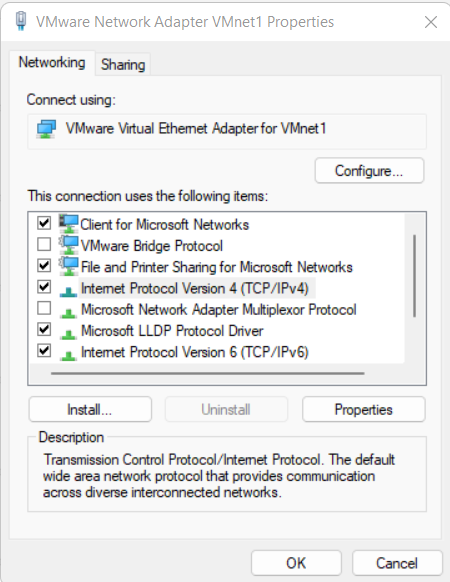 VMware Network Adapter VMnet1 Properties
Networking
Sharing
Connect using:
VMware Virtual Ethernet Adapter for VMnet1
Configure...
This connection uses the following items:
Client for Microsoft Networks
VMware Bridge Protocol
File and Printer Sharing for Microsoft Networks
Internet Protocol Version 4 (TCP/IPv4)
Microsoft Network Adapter Multiplexor Protocol
Microsoft LLDP Protocol Driver
Internet Protocol Version 6 (TCP/IPv6)
Install...
Uninstall
Properties
Description
Transmission Control Protocol/Internet Protocol. The default
wide area network protocol that provides communication
across diverse interconnected networks.
OK
Cancel